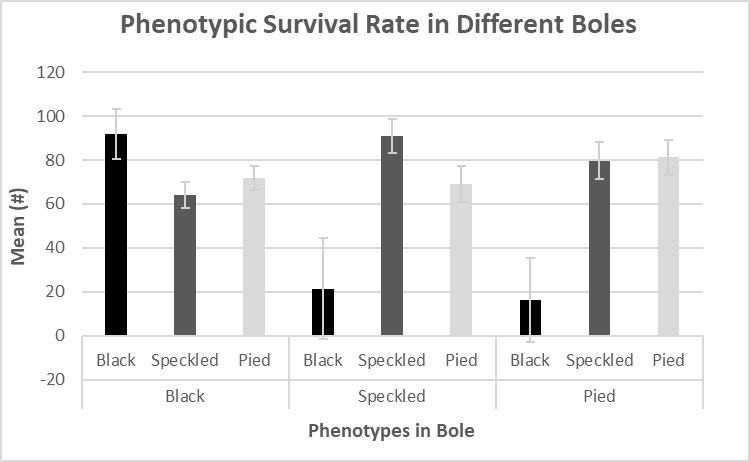 Phenotypic Survival Rate in Different Boles
120
100
80
60
40
20
0
-20
Mean (#)
Black Speckled Pied Black Speckled Pied Black Speckled Pied
Black Speckled Pied
Phenotypes in Bole